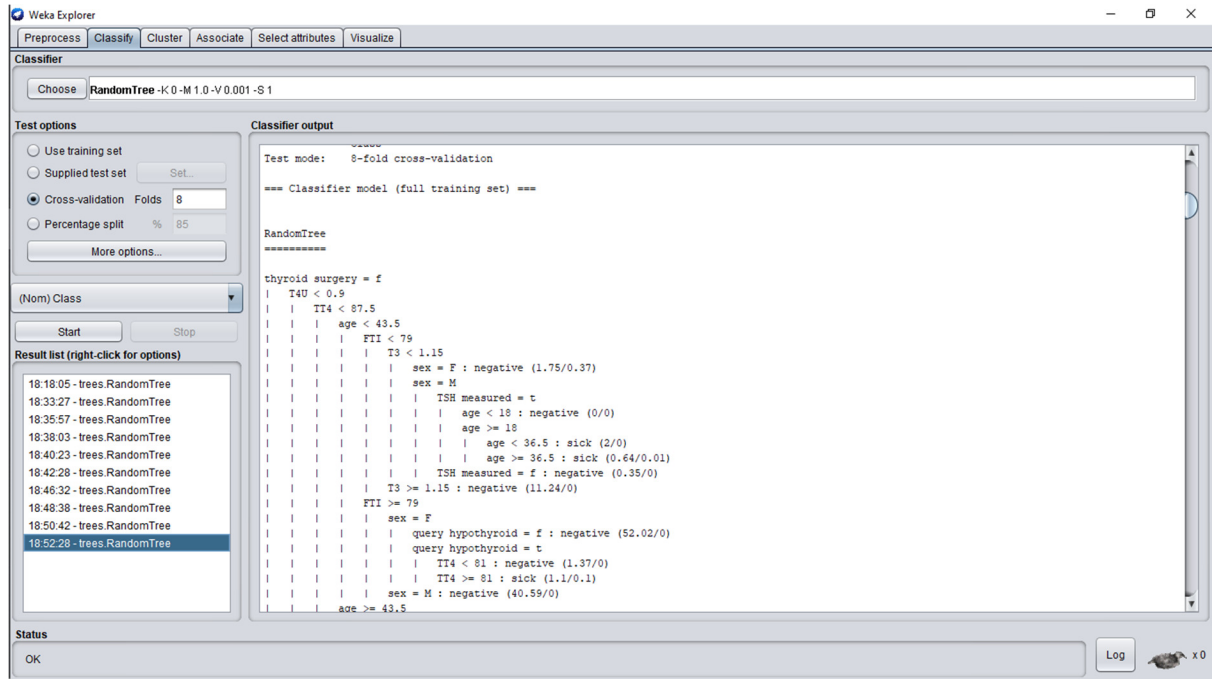 Weka Explorer
Preprocess Classify Cluster Associate Select attributes Visualize
Classifier
Choose RandomTree -K 0 -M 1.0 -V 0.001 -S 1
Test options
Use training set
Supplied test set Set...
Cross-validation Folds 8
Percentage split % 85
More options...
(Nom) Class
Start Stop
Result list (right-click for options)
18:18:05 - trees.RandomTree
18:33:27 - trees.RandomTree
18:35:57 - trees.RandomTree
18:38:03 - trees.RandomTree
18:40:23 - trees.RandomTree
18:42:28 - trees.RandomTree
18:46:32 - trees.RandomTree
18:48:38 - trees.RandomTree
18:50:42 - trees.RandomTree
18:52:28 - trees.RandomTree
Classifier output
Test mode: 8-fold cross-validation
=== Classifier model (full training set) ===
RandomTree
==========
thyroid surgery = f
| T4U < 0.9
| | TT4 < 87.5
| | | age < 43.5
| | | | FTI < 79
| | | | | T3 < 1.15
| | | | | | sex = F : negative (1.75/0.37)
| | | | | | sex = M
| | | | | | | TSH measured = t
| | | | | | | | age < 18 : negative (0/0)
| | | | | | | | age >= 18
| | | | | | | | | age < 36.5 : sick (2/0)
| | | | | | | | | age >= 36.5 : sick (0.64/0.01)
| | | | | | | TSH measured = f : negative (0.35/0)
| | | | | T3 >= 1.15 : negative (11.24/0)
| | | | FTI >= 79
| | | | | sex = F
| | | | | | query hypothyroid = f : negative (52.02/0)
| | | | | | query hypothyroid = t
| | | | | | | TT4 < 81 : negative (1.37/0)
| | | | | | | TT4 >= 81 : sick (1.1/0.1)
| | | | | sex = M : negative (40.59/0)
| | | age >= 43.5
Status
OK
Log x 0